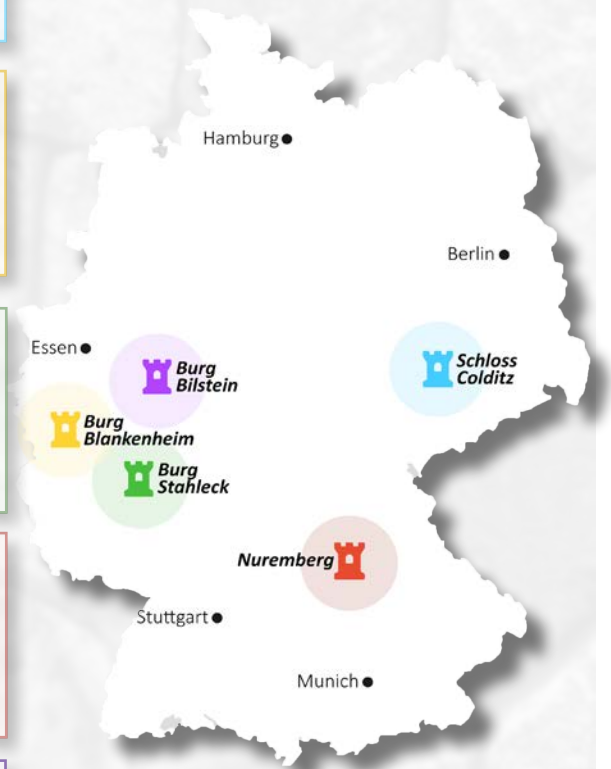 Hamburg
Berlin
Essen
Burg
Bilstein
Schloss
Colditz
Burg
Blankenheim
Burg
Stahleck
Nuremberg
Stuttgart
Munich